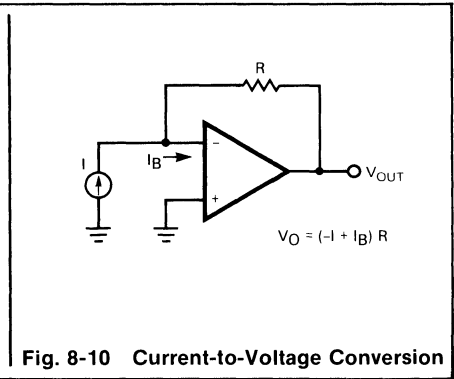 R
I
I_B
−
+
V_OUT
V_O = (–I + I_B) R
Fig. 8-10 Current-to-Voltage Conversion